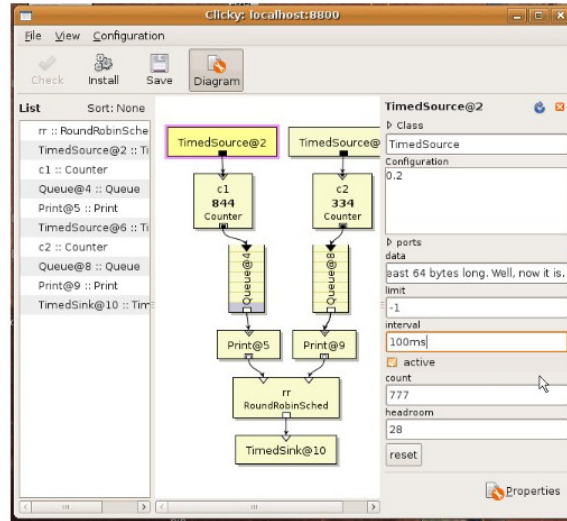 Clicky: localhost:8800
File View Configuration
Check Install Save Diagram
List Sort: None
rr :: RoundRobinSche
TimedSource@2 :: Ti
c1 :: Counter
Queue@4 :: Queue
Print@5 :: Print
TimedSource@6 :: Ti
c2 :: Counter
Queue@8 :: Queue
Print@9 :: Print
TimedSink@10 :: Tim
TimedSource@2 TimedSource@
c1 c2
844 334
Counter Counter
Queue@4 Queue@8
Print@5 Print@9
rr
RoundRobinSched
TimedSink@10
TimedSource@2
Class
TimedSource
Configuration
0.2
ports
data
east 64 bytes long. Well, now it is.
limit
-1
interval
100ms
active
count
777
headroom
28
reset
Properties